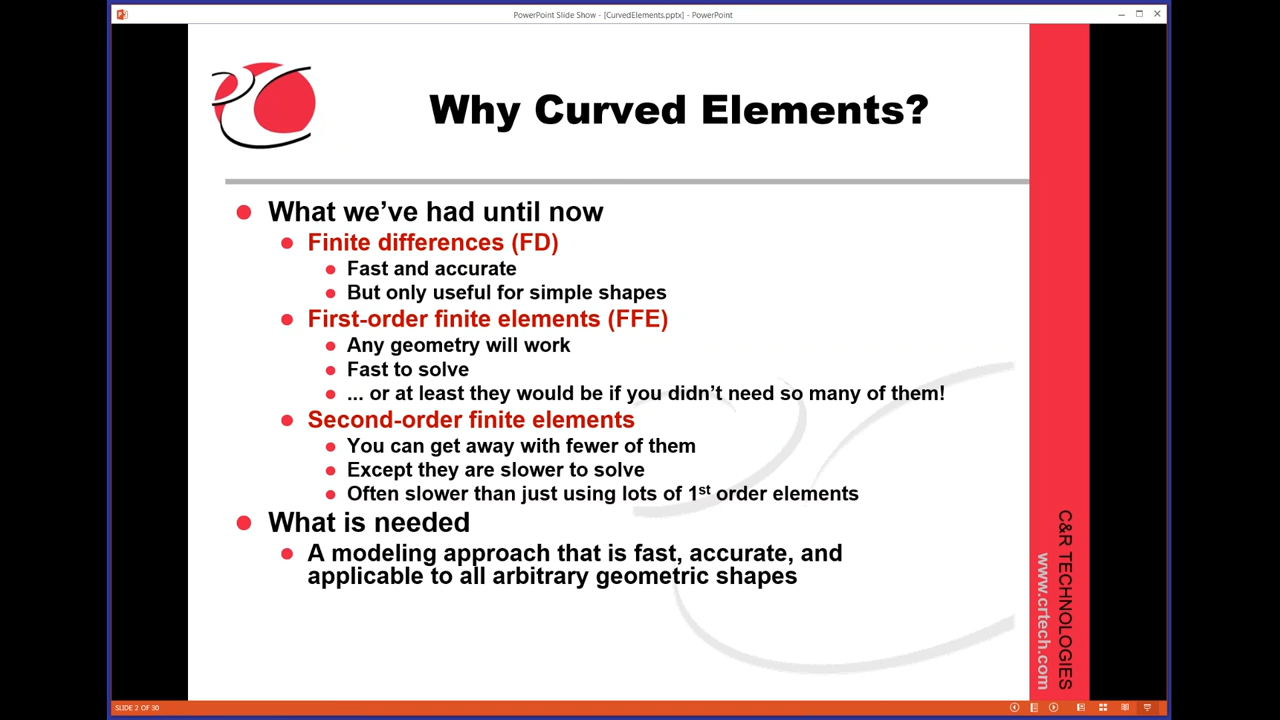 PowerPoint Slide Show - [CurvedElements.pptx] - PowerPoint
Why Curved Elements?
What we’ve had until now
Finite differences (FD)
Fast and accurate
But only useful for simple shapes
First-order finite elements (FFE)
Any geometry will work
Fast to solve
... or at least they would be if you didn’t need so many of them!
Second-order finite elements
You can get away with fewer of them
Except they are slower to solve
Often slower than just using lots of 1st order elements
What is needed
A modeling approach that is fast, accurate, and
applicable to all arbitrary geometric shapes
C&R TECHNOLOGIES
www.crtech.com
SLIDE 2 OF 30